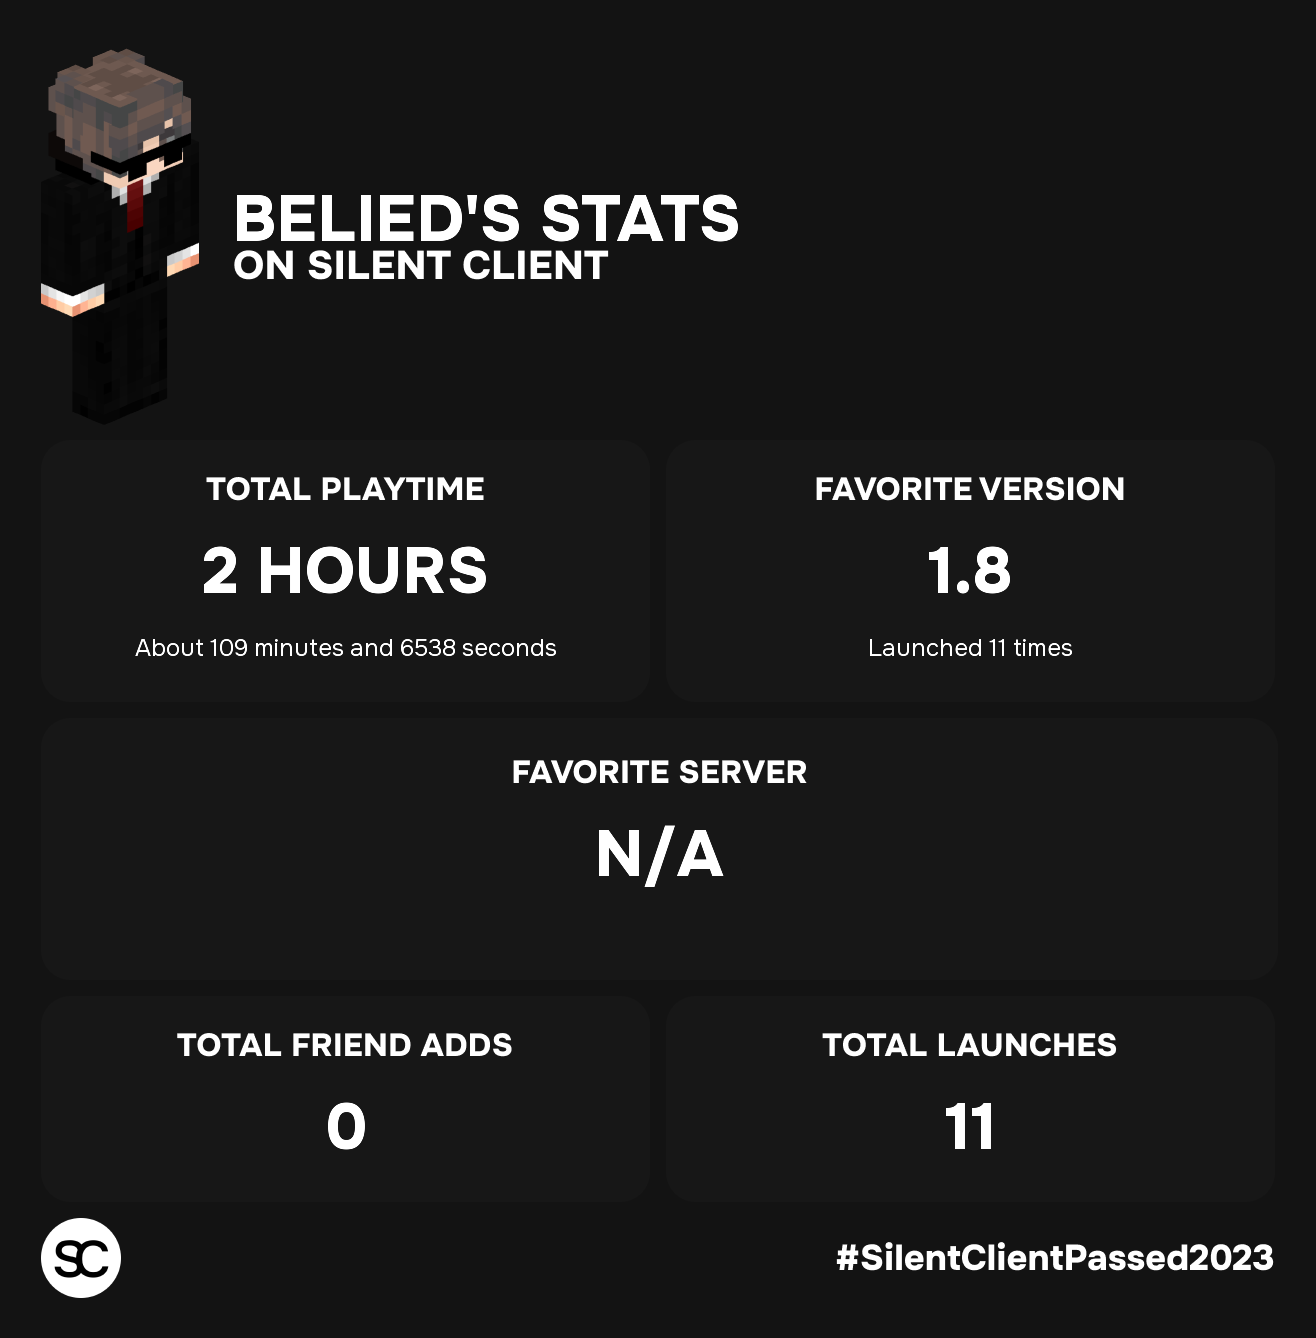 BELIED'S STATS
ON SILENT CLIENT
TOTAL PLAYTIME
2 HOURS
About 109 minutes and 6538 seconds
FAVORITE VERSION
1.8
Launched 11 times
FAVORITE SERVER
N/A
TOTAL FRIEND ADDS
0
TOTAL LAUNCHES
11
SC
#SilentClientPassed2023